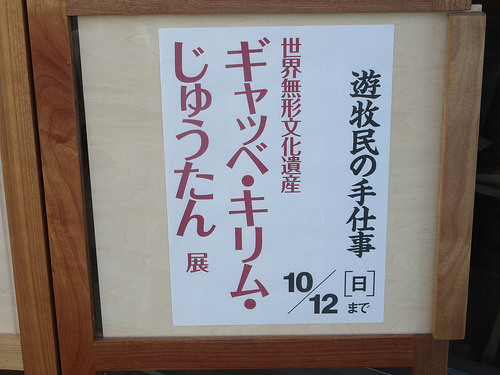 遊牧民の手仕事
世界無形文化遺産
ギャッベ・キリム・
じゅうたん 展
10/12 [日] まで